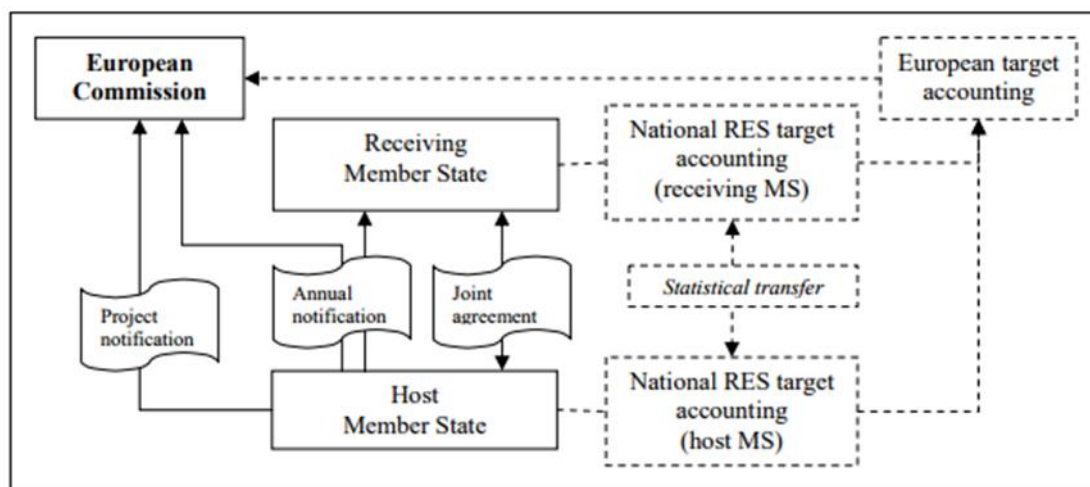 European
Commission
European target
accounting
Receiving
Member State
National RES target
accounting
(receiving MS)
Project
notification
Annual
notification
Joint
agreement
Statistical transfer
Host
Member State
National RES target
accounting
(host MS)